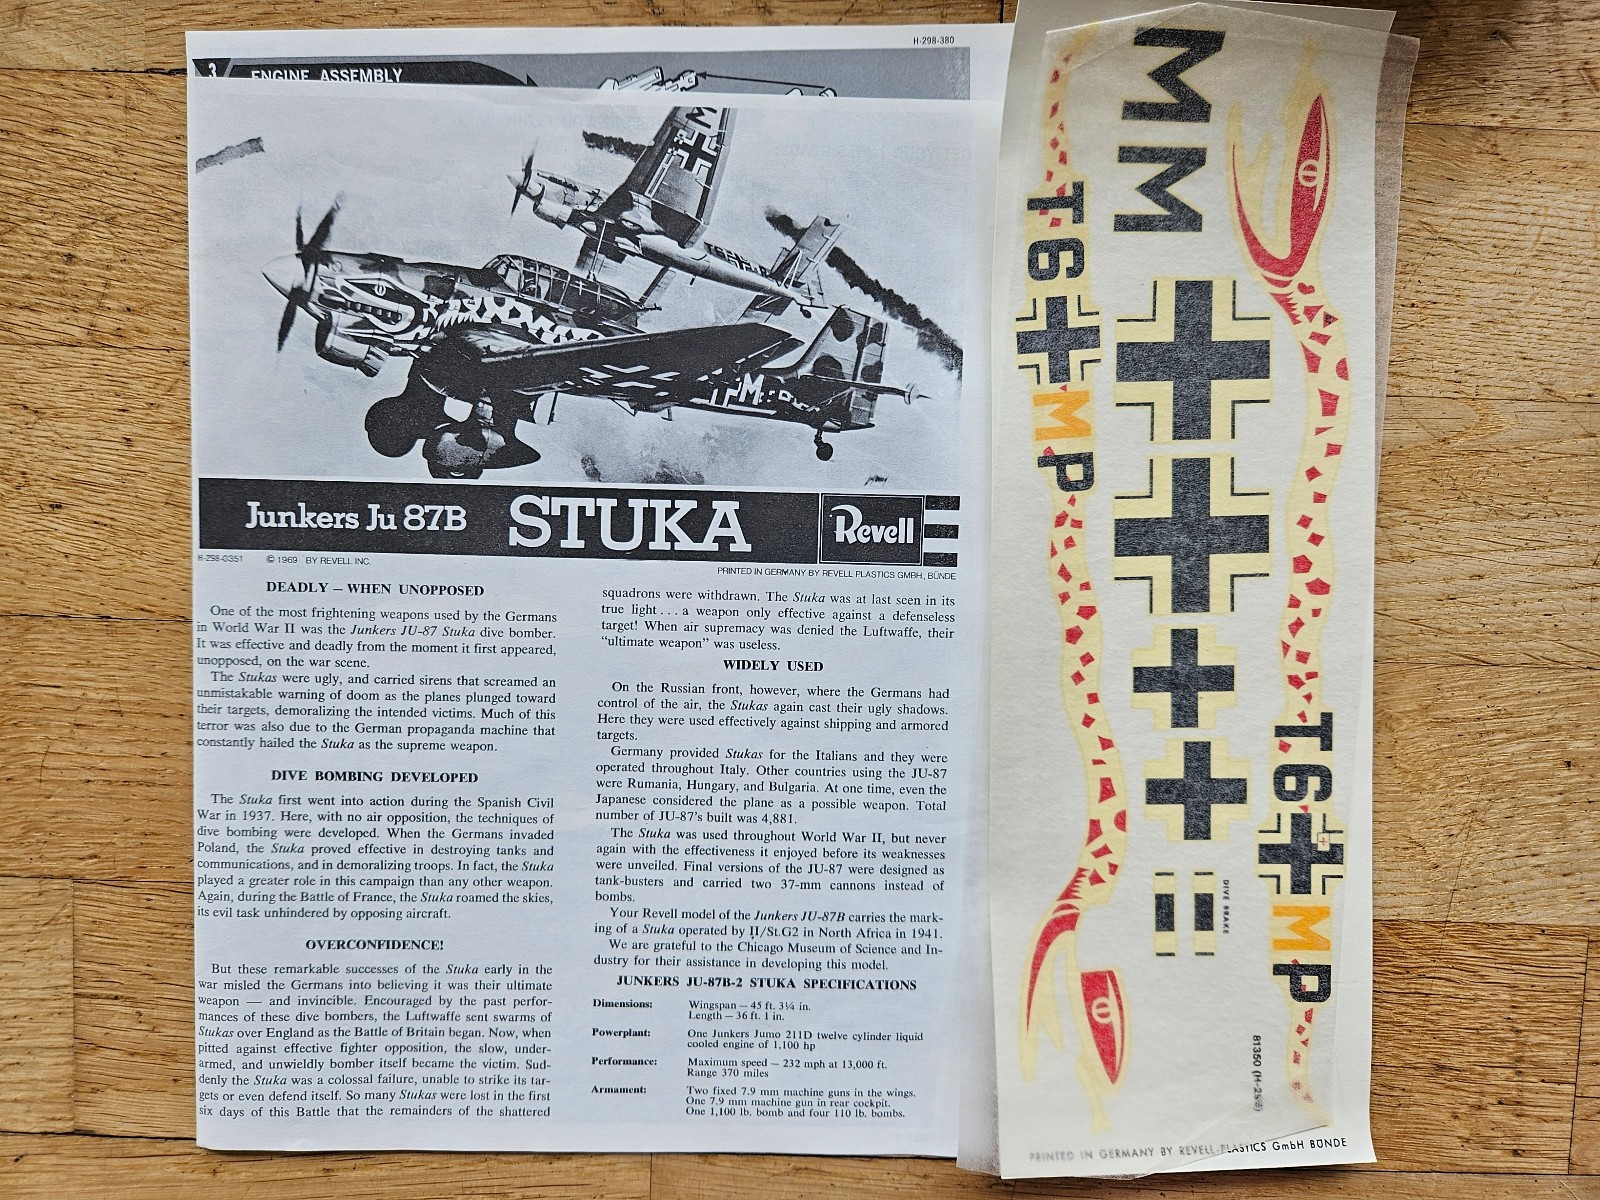 H-298-380
3 ENGINE ASSEMBLY
Junkers Ju 87B STUKA Revell
H-298-0351 © 1969 BY REVELL INC.
PRINTED IN GERMANY BY REVELL PLASTICS GMBH, BÜNDE
DEADLY – WHEN UNOPPOSED
One of the most frightening weapons used by the Germans
in World War II was the Junkers JU-87 Stuka dive bomber.
It was effective and deadly from the moment it first appeared,
unopposed, on the war scene.
The Stukas were ugly, and carried sirens that screamed an
unmistakable warning of doom as the planes plunged toward
their targets, demoralizing the intended victims. Much of this
terror was also due to the German propaganda machine that
constantly hailed the Stuka as the supreme weapon.
DIVE BOMBING DEVELOPED
The Stuka first went into action during the Spanish Civil
War in 1937. Here, with no air opposition, the techniques of
dive bombing were developed. When the Germans invaded
Poland, the Stuka proved effective in destroying tanks and
communications, and in demoralizing troops. In fact, the Stuka
played a greater role in this campaign than any other weapon.
Again, during the Battle of France, the Stuka roamed the skies,
its evil task unhindered by opposing aircraft.
OVERCONFIDENCE!
But these remarkable successes of the Stuka early in the
war misled the Germans into believing it was their ultimate
weapon — and invincible. Encouraged by the past perfor-
mances of these dive bombers, the Luftwaffe sent swarms of
Stukas over England as the Battle of Britain began. Now, when
pitted against effective fighter opposition, the slow, under-
armed, and unwieldly bomber itself became the victim. Sud-
denly the Stuka was a colossal failure, unable to strike its tar-
gets or even defend itself. So many Stukas were lost in the first
six days of this Battle that the remainders of the shattered
squadrons were withdrawn. The Stuka was at last seen in its
true light . . . a weapon only effective against a defenseless
target! When air supremacy was denied the Luftwaffe, their
“ultimate weapon” was useless.
WIDELY USED
On the Russian front, however, where the Germans had
control of the air, the Stukas again cast their ugly shadows.
Here they were used effectively against shipping and armored
targets.
Germany provided Stukas for the Italians and they were
operated throughout Italy. Other countries using the JU-87
were Rumania, Hungary, and Bulgaria. At one time, even the
Japanese considered the plane as a possible weapon. Total
number of JU-87's built was 4,881.
The Stuka was used throughout World War II, but never
again with the effectiveness it enjoyed before its weaknesses
were unveiled. Final versions of the JU-87 were designed as
tank-busters and carried two 37-mm cannons instead of
bombs.
Your Revell model of the Junkers JU-87B carries the mark-
ing of a Stuka operated by II/St.G2 in North Africa in 1941.
We are grateful to the Chicago Museum of Science and In-
dustry for their assistance in developing this model.
JUNKERS JU-87B-2 STUKA SPECIFICATIONS
Dimensions: Wingspan — 45 ft. 3¼ in.
Length — 36 ft. 1 in.
Powerplant: One Junkers Jumo 211D twelve cylinder liquid
cooled engine of 1,100 hp
Performance: Maximum speed — 232 mph at 13,000 ft.
Range 370 miles
Armament: Two fixed 7.9 mm machine guns in the wings.
One 7.9 mm machine gun in rear cockpit.
One 1,100 lb. bomb and four 110 lb. bombs.
M
M
T6 MP
T6 MP
DIVE BRAKE
81350
PRINTED IN GERMANY BY REVELL PLASTICS GmbH BÜNDE